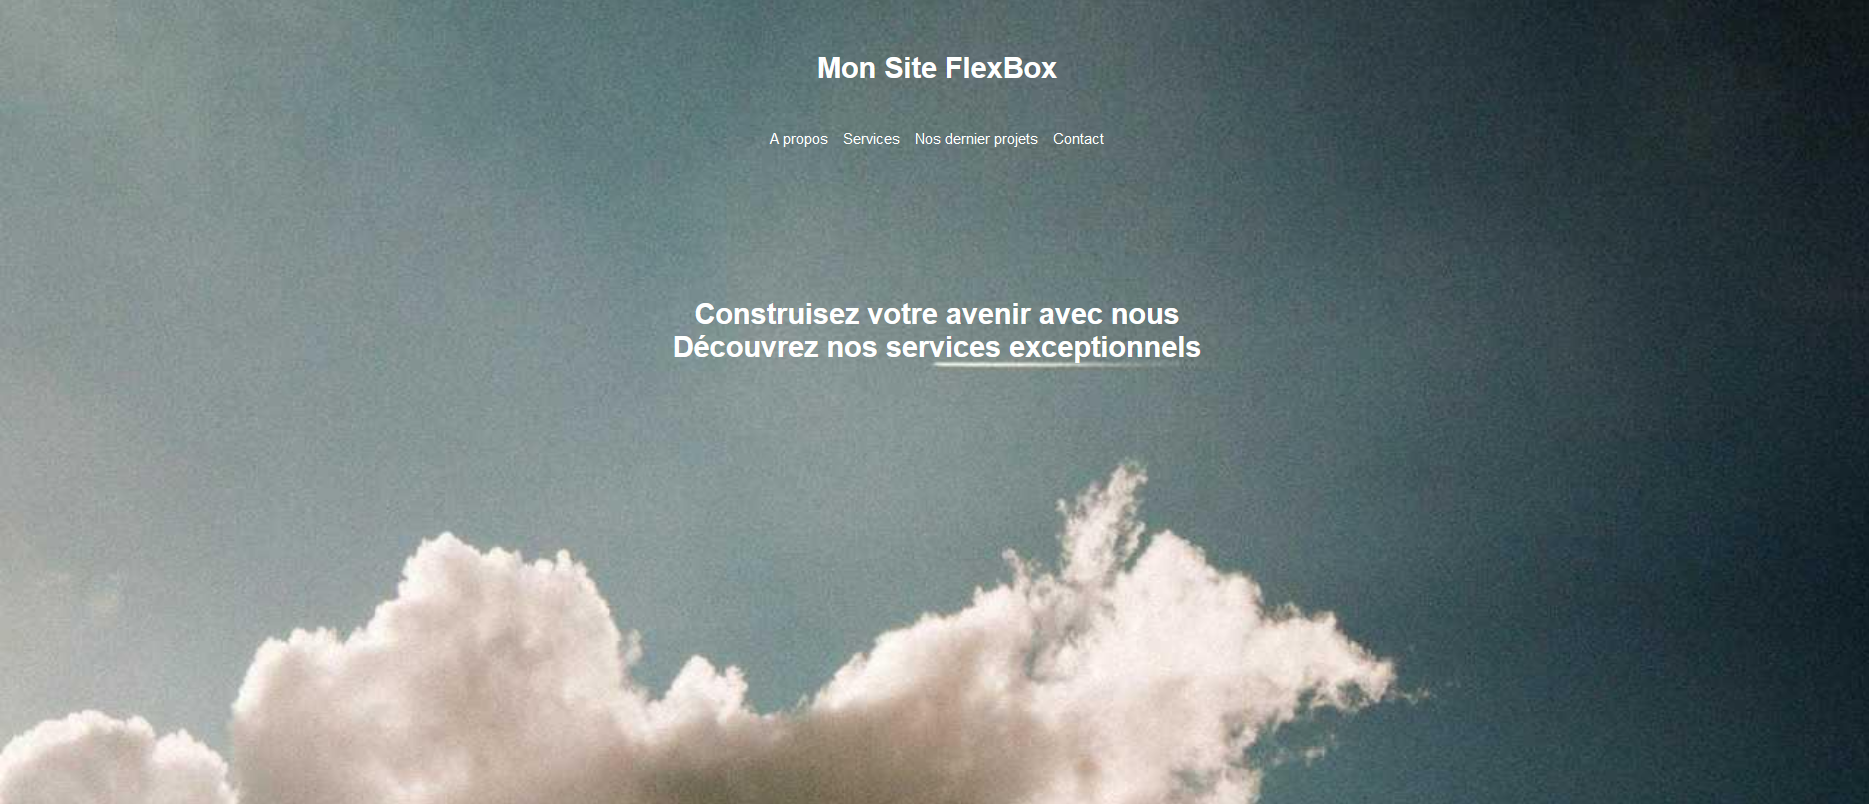 Mon Site FlexBox
A propos Services Nos dernier projets Contact
Construisez votre avenir avec nous
Découvrez nos services exceptionnels